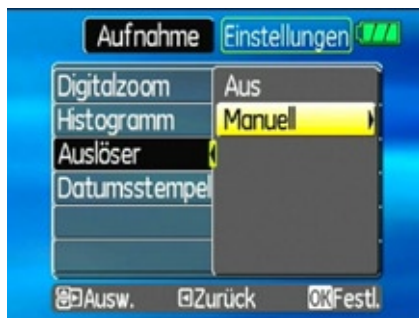 Aufnahme Einstellungen
Digitalzoom Aus
Histogramm Manuell
Auslöser
Datumsstempel
Ausw. Zurück OK Festl.